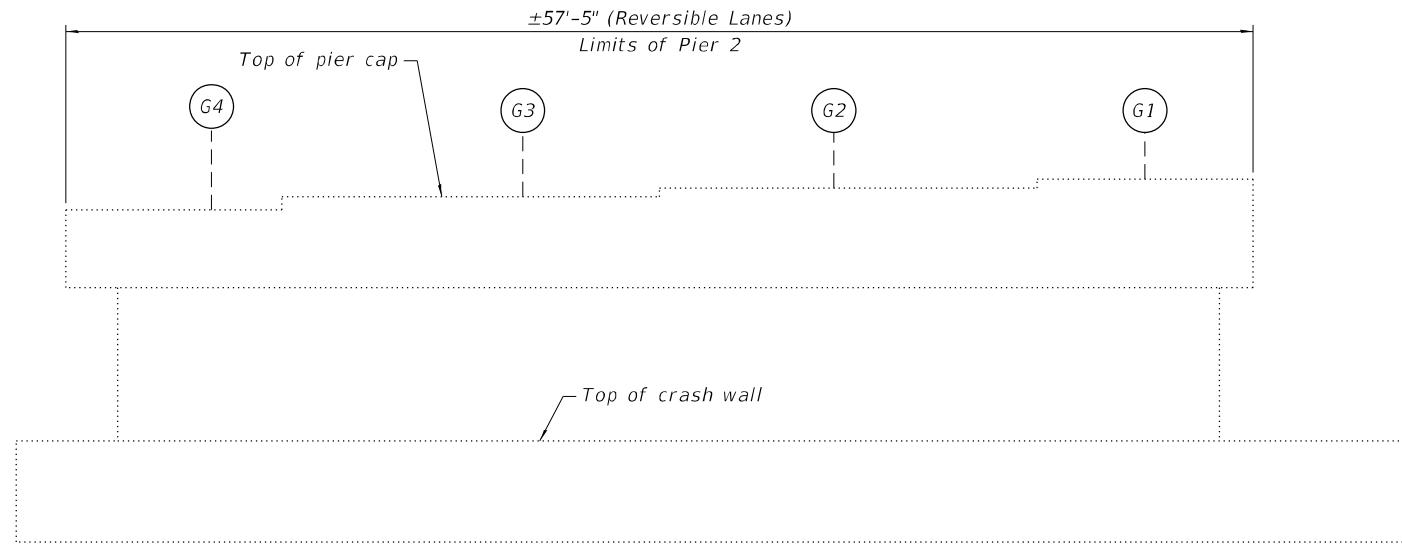 ±57'-5" (Reversible Lanes)
Limits of Pier 2
Top of pier cap
G4
G3
G2
G1
Top of crash wall